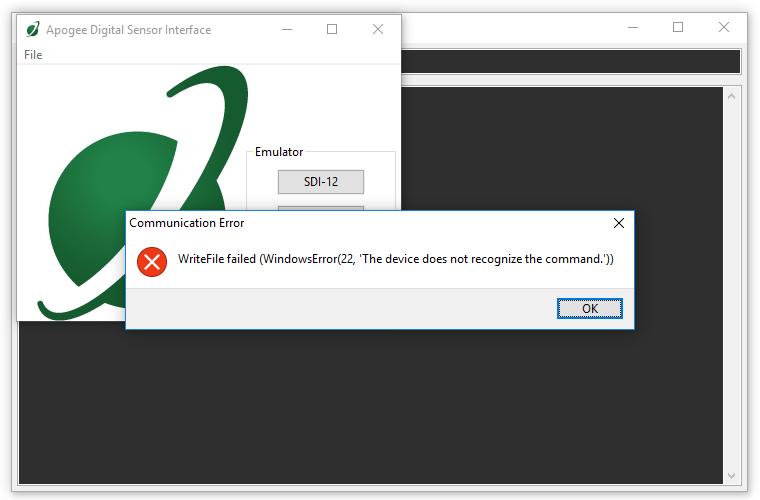 Apogee Digital Sensor Interface
File
Emulator
SDI-12
Communication Error
WriteFile failed (WindowsError(22, 'The device does not recognize the command.'))
OK